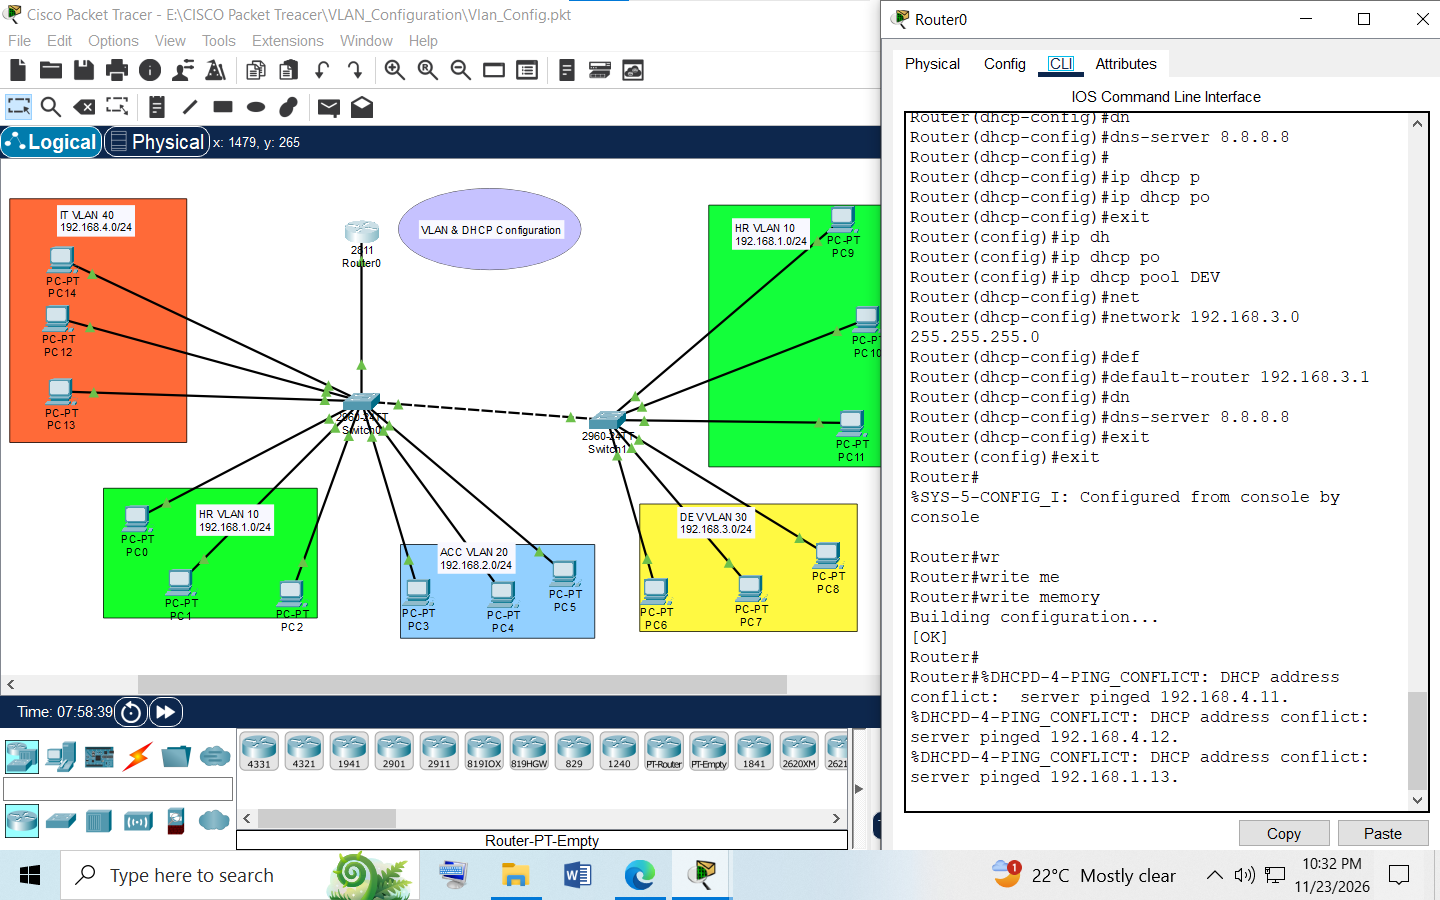 Cisco Packet Tracer - E:\CISCO Packet Treacer\VLAN_Configuration\Vlan_Config.pkt
File Edit Options View Tools Extensions Window Help
Logical Physical x: 1479, y: 265
IT VLAN 40
192.168.4.0/24
PC-PT
PC14
PC-PT
PC12
PC-PT
PC13
2811
Router0
VLAN & DHCP Configuration
HR VLAN 10
192.168.1.0/24
PC-PT
PC9
PC-PT
PC10
PC-PT
PC11
2960-24TT
Switch0
2960-24TT
Switch1
HR VLAN 10
192.168.1.0/24
PC-PT
PC0
PC-PT
PC1
PC-PT
PC2
ACC VLAN 20
192.168.2.0/24
PC-PT
PC3
PC-PT
PC4
PC-PT
PC5
DEV VLAN 30
192.168.3.0/24
PC-PT
PC6
PC-PT
PC7
PC-PT
PC8
Time: 07:58:39
4331 4321 1941 2901 2911 819IOX 819HGW 829 1240 PT-Router PT-Empty 1841 2620XM 2621
Router-PT-Empty
Router0
Physical Config CLI Attributes
IOS Command Line Interface
Router(dhcp-config)#dn
Router(dhcp-config)#dns-server 8.8.8.8
Router(dhcp-config)#
Router(dhcp-config)#ip dhcp p
Router(dhcp-config)#ip dhcp po
Router(dhcp-config)#exit
Router(config)#ip dh
Router(config)#ip dhcp po
Router(config)#ip dhcp pool DEV
Router(dhcp-config)#net
Router(dhcp-config)#network 192.168.3.0
255.255.255.0
Router(dhcp-config)#def
Router(dhcp-config)#default-router 192.168.3.1
Router(dhcp-config)#dn
Router(dhcp-config)#dns-server 8.8.8.8
Router(dhcp-config)#exit
Router(config)#exit
Router#
%SYS-5-CONFIG_I: Configured from console by
console
Router#wr
Router#write me
Router#write memory
Building configuration...
[OK]
Router#
Router#%DHCPD-4-PING_CONFLICT: DHCP address
conflict:  server pinged 192.168.4.11.
%DHCPD-4-PING_CONFLICT: DHCP address conflict:
server pinged 192.168.4.12.
%DHCPD-4-PING_CONFLICT: DHCP address conflict:
server pinged 192.168.1.13.
Copy Paste
Type here to search
1
22°C Mostly clear
10:32 PM
11/23/2026